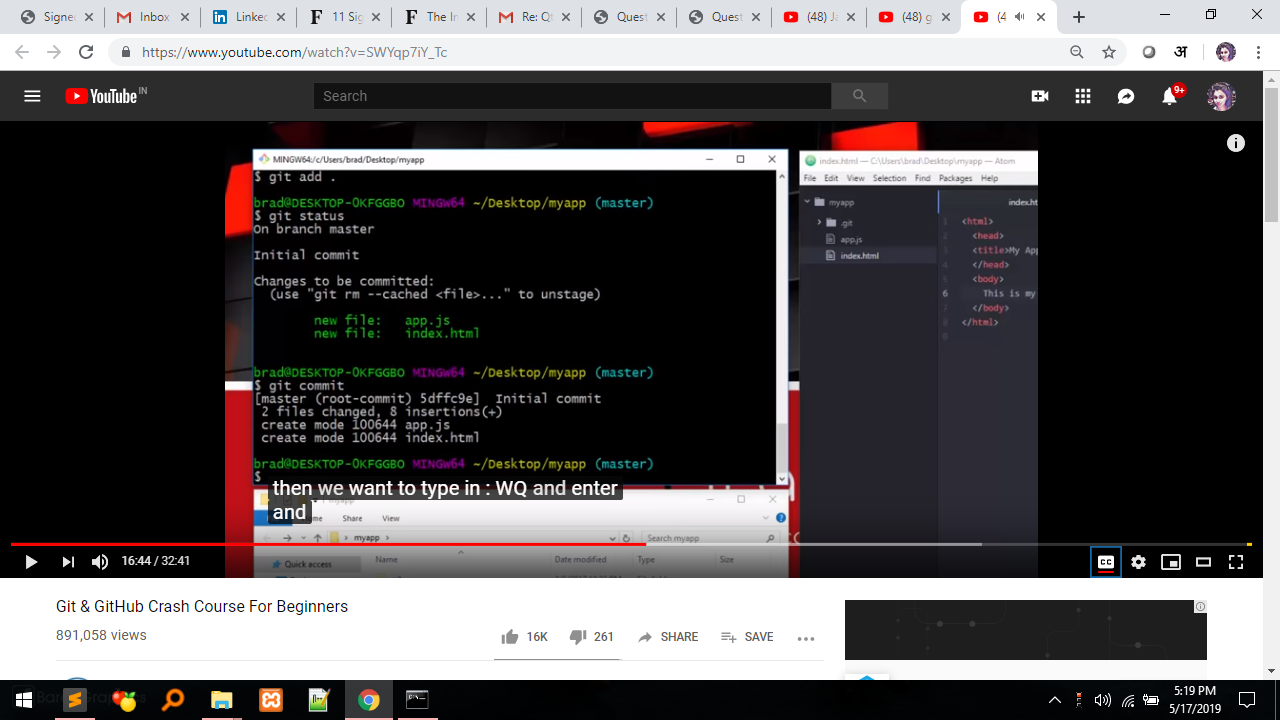 Signe
Inbox
Linked
11 Sig
The In
Re: Qt
Quest
Quest
(48) Ja
(48) g
(4
https://www.youtube.com/watch?v=SWYqp7iY_Tc
अ
YouTube IN
Search
9+
MINGW64:/c/Users/brad/Desktop/myapp
$ git add .
brad@DESKTOP-OKFGGBO MINGW64 ~/Desktop/myapp (master)
$ git status
On branch master
Initial commit
Changes to be committed:
(use "git rm --cached <file>..." to unstage)
new file: app.js
new file: index.html
brad@DESKTOP-OKFGGBO MINGW64 ~/Desktop/myapp (master)
$ git commit
[master (root-commit) 5dffc9e] Initial commit
2 files changed, 8 insertions(+)
create mode 100644 app.js
create mode 100644 index.html
brad@DESKTOP-OKFGGBO MINGW64 ~/Desktop/myapp (master)
$
index.html — C:\Users\brad\Desktop\myapp — Atom
File Edit View Selection Find Packages Help
myapp
.git
app.js
index.html
index.ht
1 <html>
2 <head>
3 <title>My App
4 </head>
5 <body>
6 This is my
7 </body>
8 </html>
9
then we want to type in : WQ and enter
and
Share View
myapp
Search myapp
Quick access
Name Date modified Type Size
16:44 / 32:41
CC
Git & GitHub Crash Course For Beginners
891,058 views
16K 261 SHARE SAVE
5:19 PM
5/17/2019